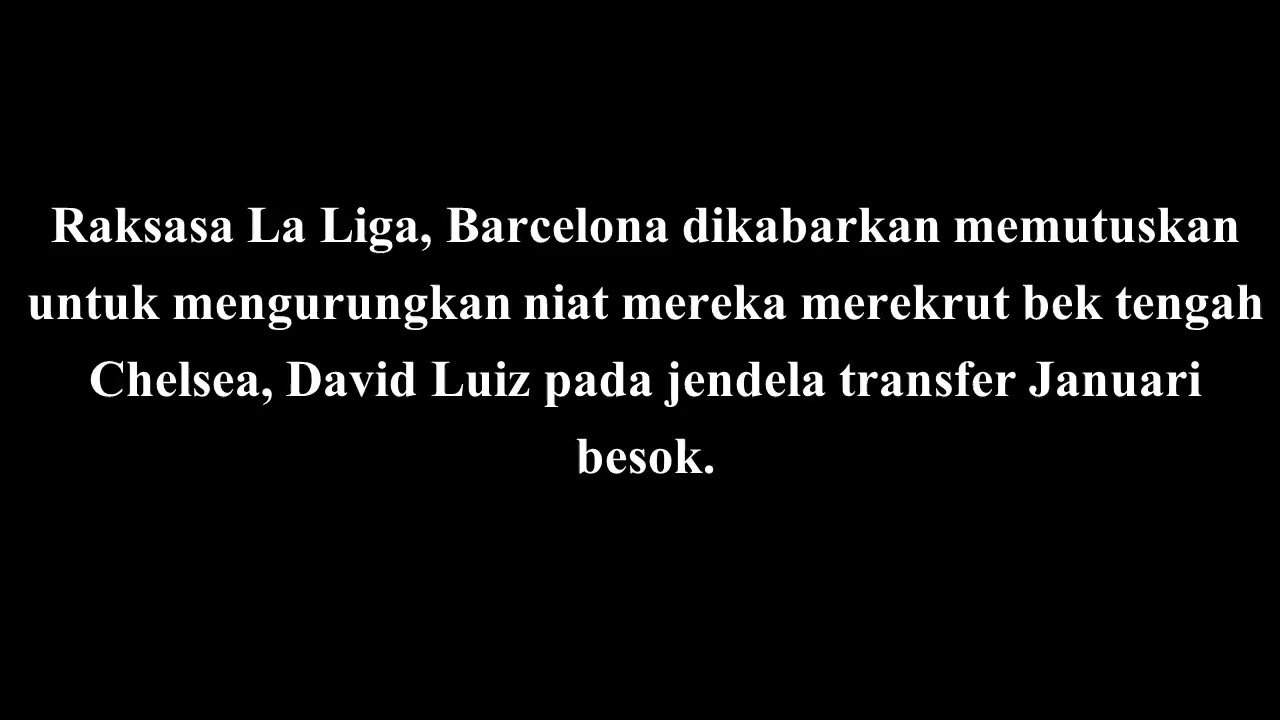 Raksasa La Liga, Barcelona dikabarkan memutuskan
untuk mengurungkan niat mereka merekrut bek tengah
Chelsea, David Luiz pada jendela transfer Januari
besok.